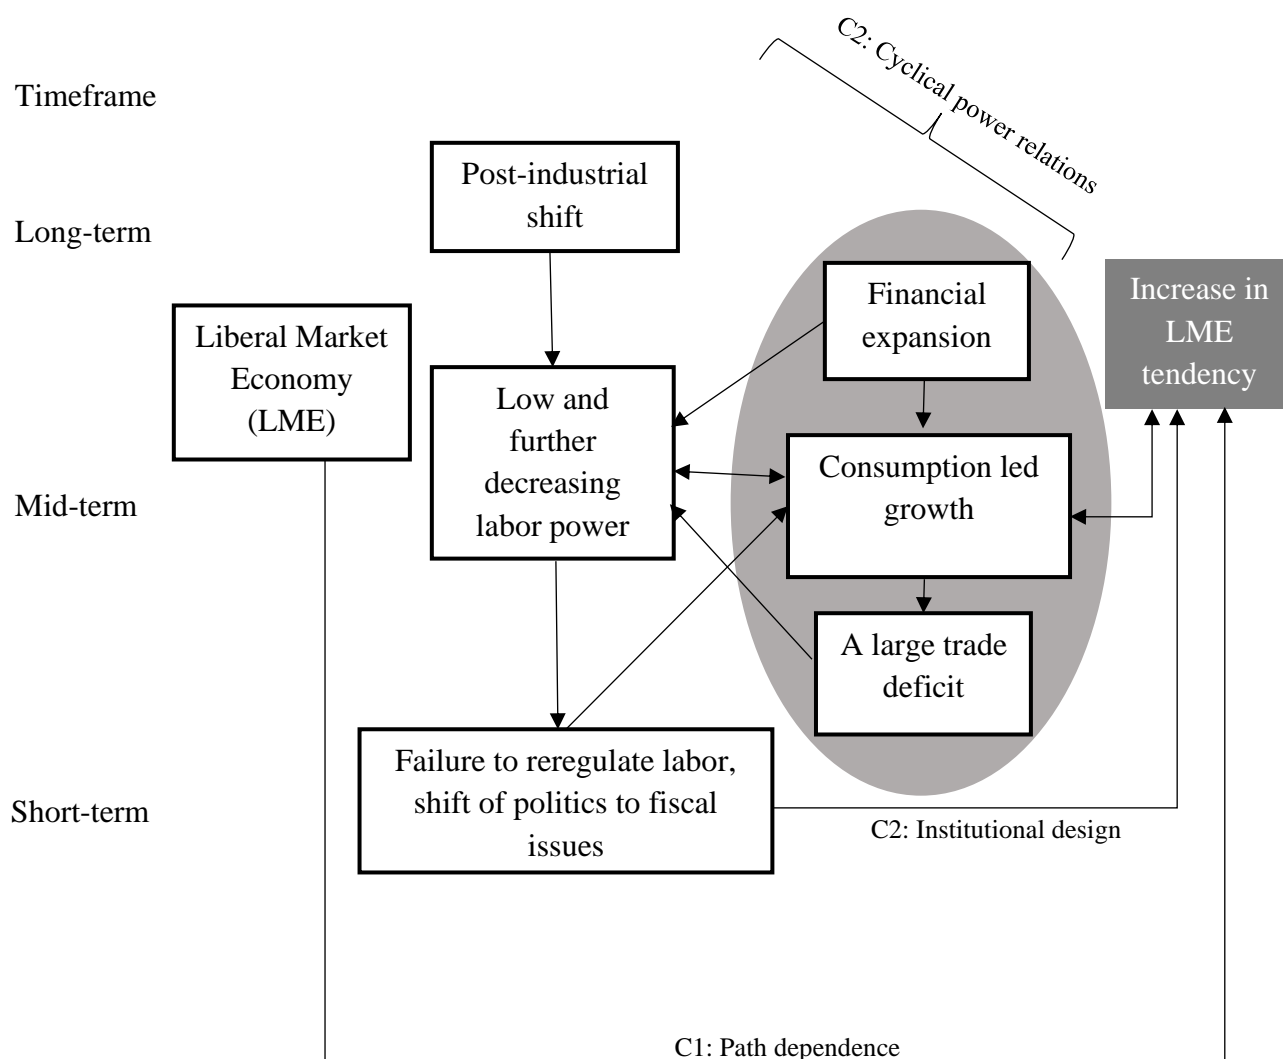 C2: Cyclical power relations
Timeframe
Post-industrial
shift
Long-term
Financial
expansion
Increase in
LME
tendency
Liberal Market
Economy
(LME)
Low and
further
decreasing
labor power
Consumption led
growth
Mid-term
A large trade
deficit
Failure to reregulate labor,
shift of politics to fiscal
issues
Short-term
C2: Institutional design
C1: Path dependence